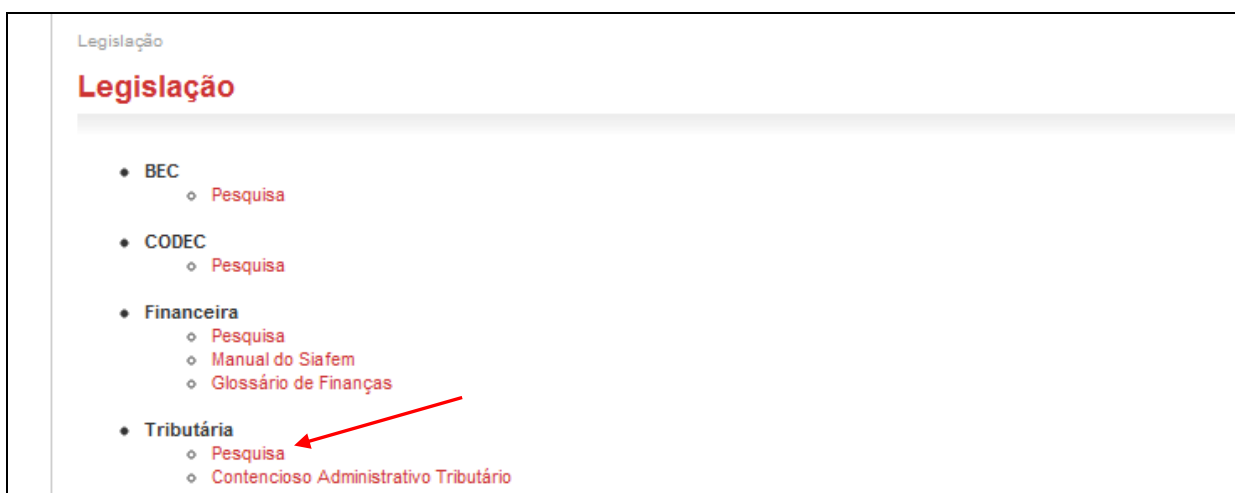 Legislação
Legislação
BEC
Pesquisa
CODEC
Pesquisa
Financeira
Pesquisa
Manual do Siafem
Glossário de Finanças
Tributária
Pesquisa
Contencioso Administrativo Tributário